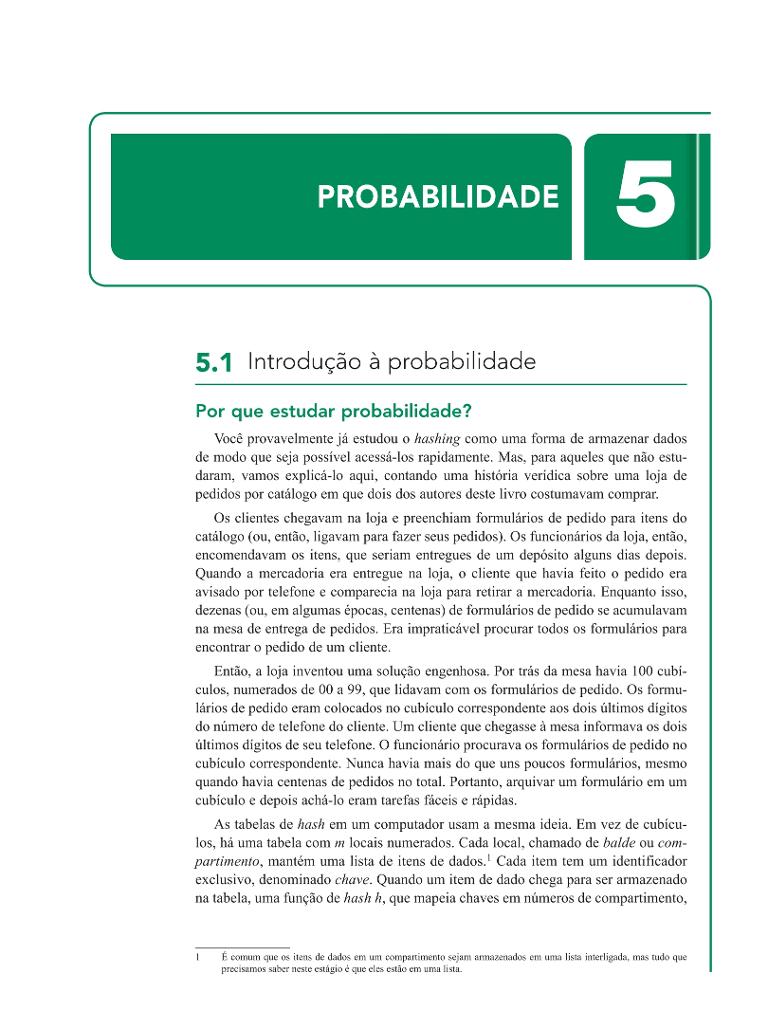 PROBABILIDADE
5
5.1 Introdução à probabilidade
Por que estudar probabilidade?
Você provavelmente já estudou o hashing como uma forma de armazenar dados
de modo que seja possível acessá-los rapidamente. Mas, para aqueles que não estu-
daram, vamos explicá-lo aqui, contando uma história verídica sobre uma loja de
pedidos por catálogo em que dois dos autores deste livro costumavam comprar.
Os clientes chegavam na loja e preenchiam formulários de pedido para itens do
catálogo (ou, então, ligavam para fazer seus pedidos). Os funcionários da loja, então,
encomendavam os itens, que seriam entregues de um depósito alguns dias depois.
Quando a mercadoria era entregue na loja, o cliente que havia feito o pedido era
avisado por telefone e comparecia na loja para retirar a mercadoria. Enquanto isso,
dezenas (ou, em algumas épocas, centenas) de formulários de pedido se acumulavam
na mesa de entrega de pedidos. Era impraticável procurar todos os formulários para
encontrar o pedido de um cliente.
Então, a loja inventou uma solução engenhosa. Por trás da mesa havia 100 cubí-
culos, numerados de 00 a 99, que lidavam com os formulários de pedido. Os formu-
lários de pedido eram colocados no cubículo correspondente aos dois últimos dígitos
do número de telefone do cliente. Um cliente que chegasse à mesa informava os dois
últimos dígitos de seu telefone. O funcionário procurava os formulários de pedido no
cubículo correspondente. Nunca havia mais do que uns poucos formulários, mesmo
quando havia centenas de pedidos no total. Portanto, arquivar um formulário em um
cubículo e depois achá-lo eram tarefas fáceis e rápidas.
As tabelas de hash em um computador usam a mesma ideia. Em vez de cubícu-
los, há uma tabela com m locais numerados. Cada local, chamado de balde ou com-
partimento, mantém uma lista de itens de dados.1 Cada item tem um identificador
exclusivo, denominado chave. Quando um item de dado chega para ser armazenado
na tabela, uma função de hash h, que mapeia chaves em números de compartimento,
1 É comum que os itens de dados em um compartimento sejam armazenados em uma lista interligada, mas tudo que
precisamos saber neste estágio é que eles estão em uma lista.